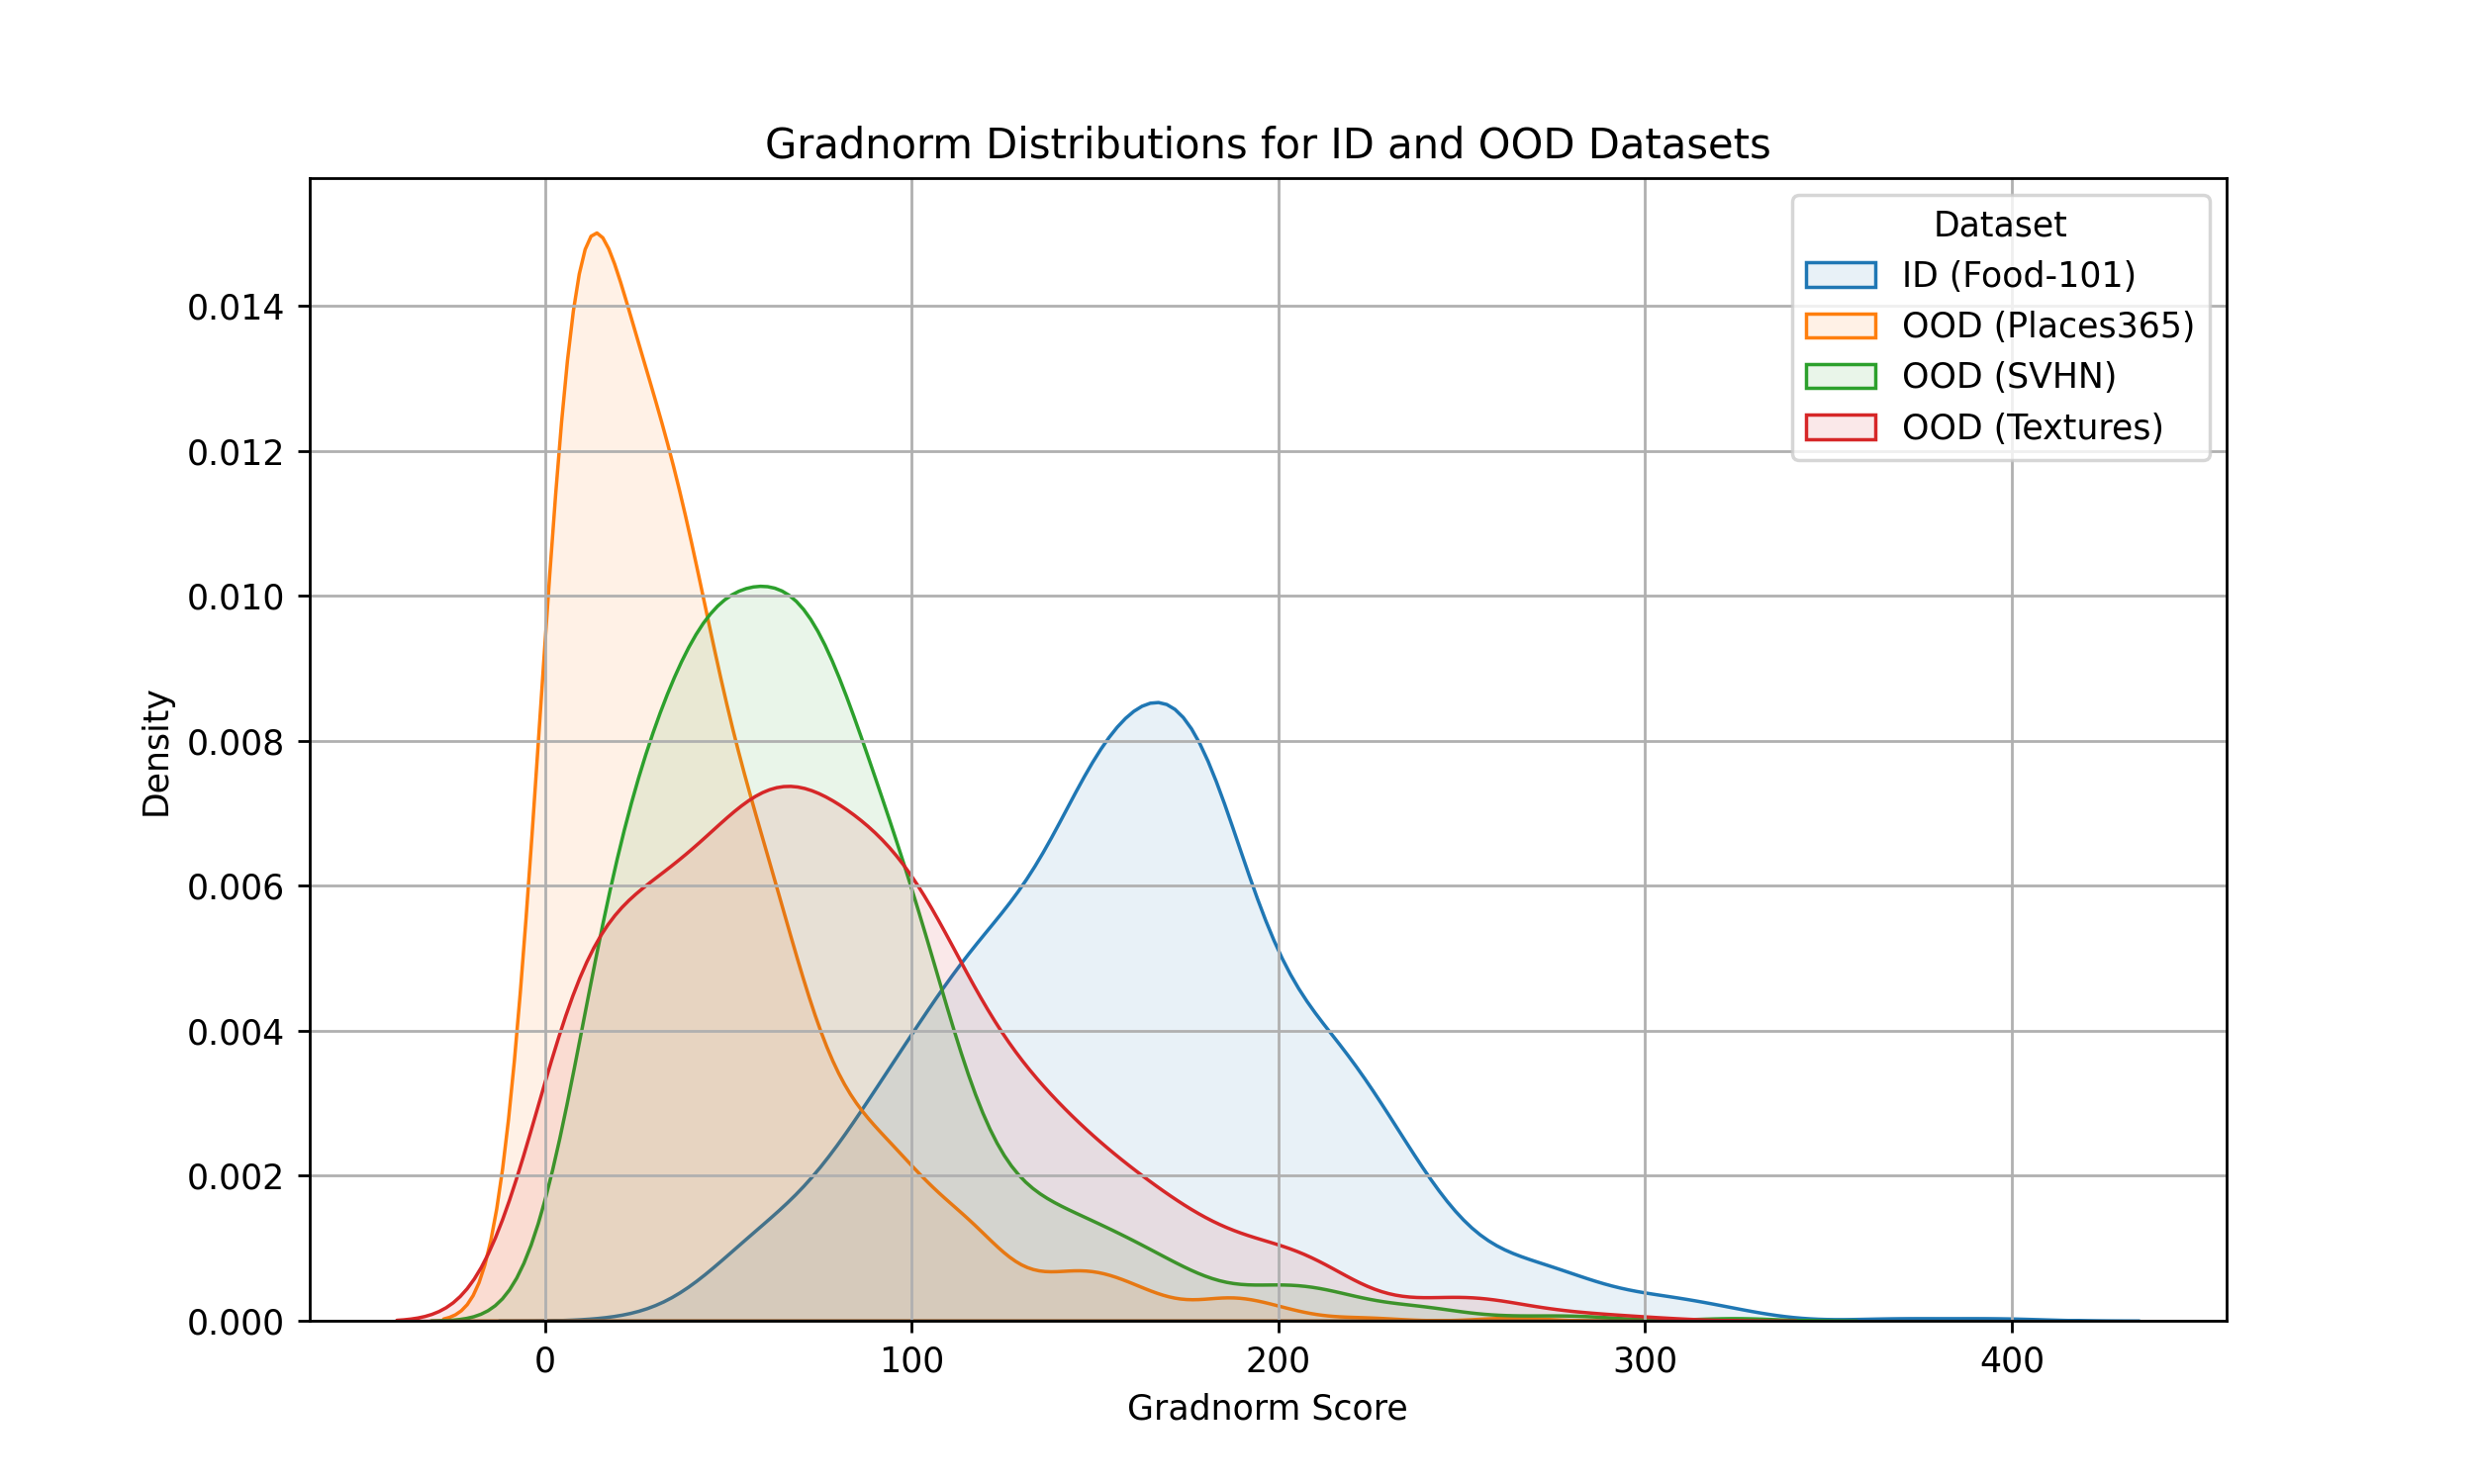 Gradnorm Distributions for ID and OOD Datasets
Dataset
ID (Food-101)
OOD (Places365)
OOD (SVHN)
OOD (Textures)
Density
0.014
0.012
0.010
0.008
0.006
0.004
0.002
0.000
0 100 200 300 400
Gradnorm Score